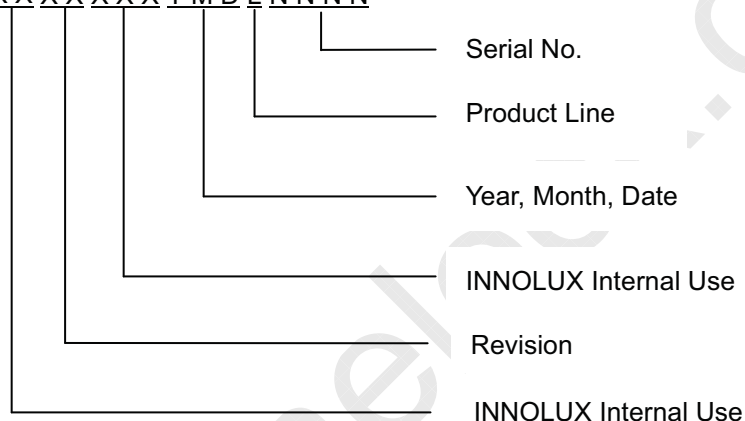 X X X X X X X Y M D L N N N N
Serial No.
Product Line
Year, Month, Date
INNOLUX Internal Use
Revision
INNOLUX Internal Use